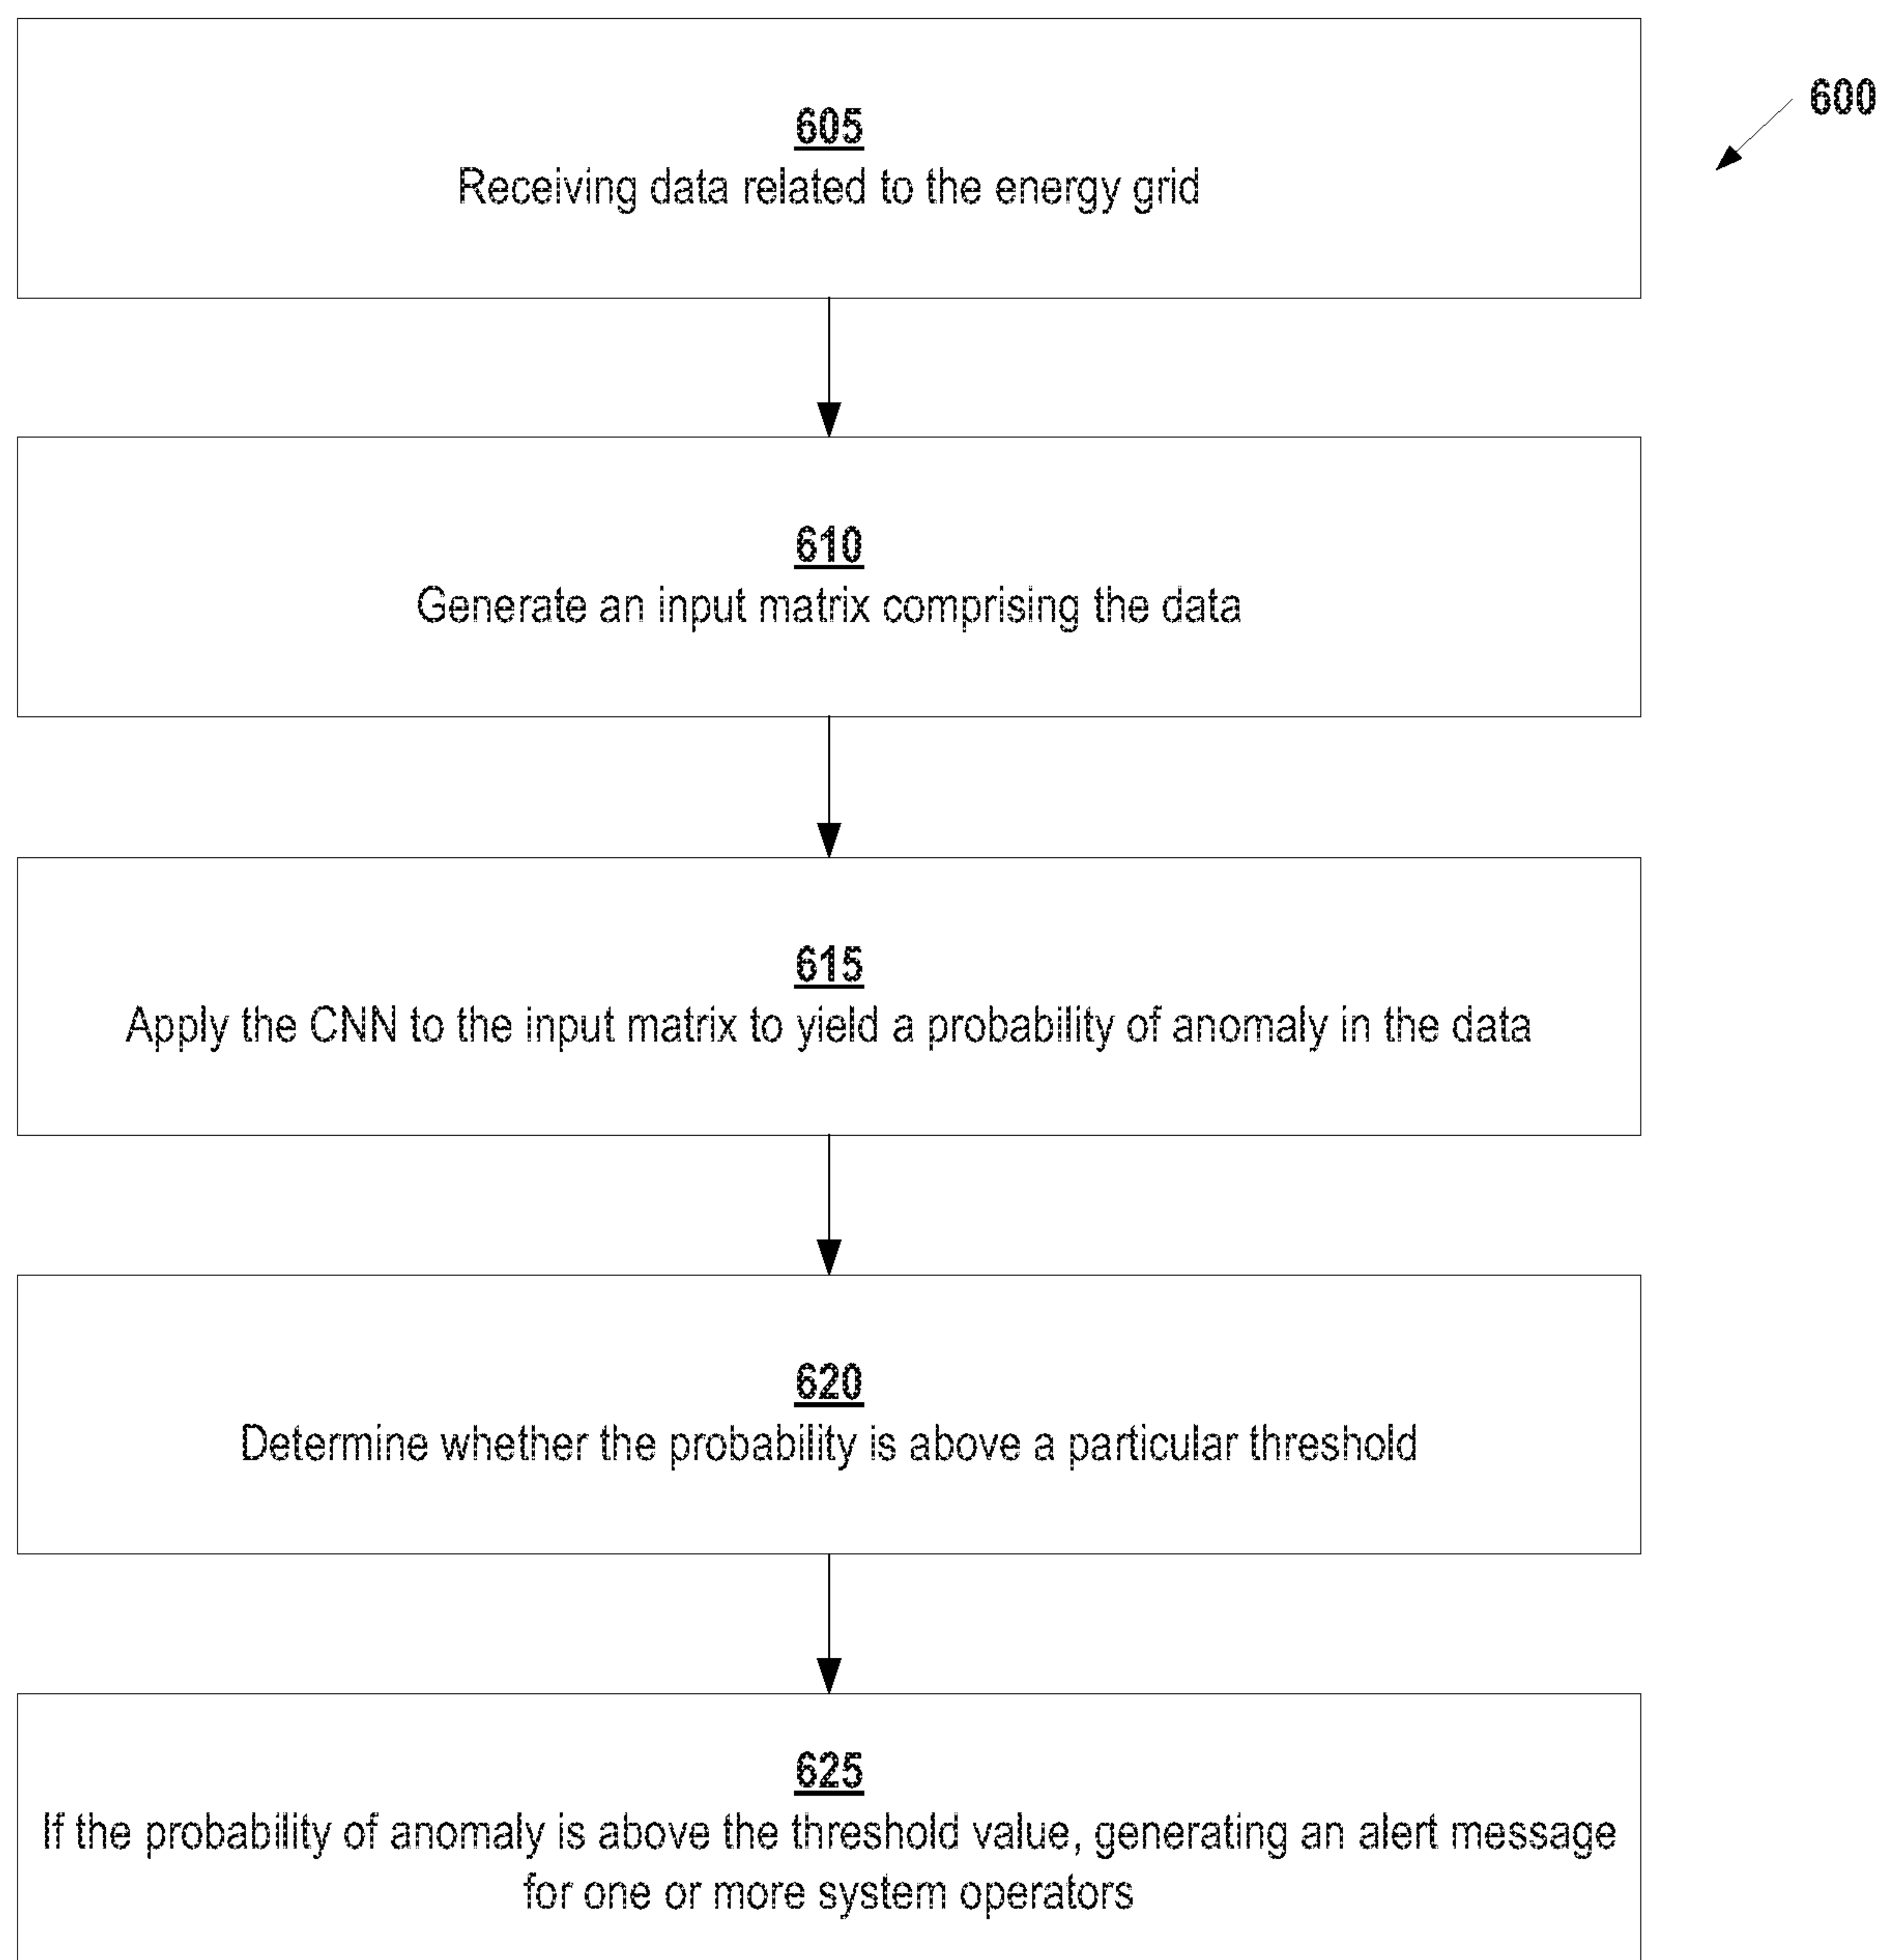 605
Receiving data related to the energy grid
600
610
Generate an input matrix comprising the data
615
Apply the CNN to the input matrix to yield a probability of anomaly in the data
620
Determine whether the probability is above a particular threshold
625
If the probability of anomaly is above the threshold value, generating an alert message
for one or more system operators